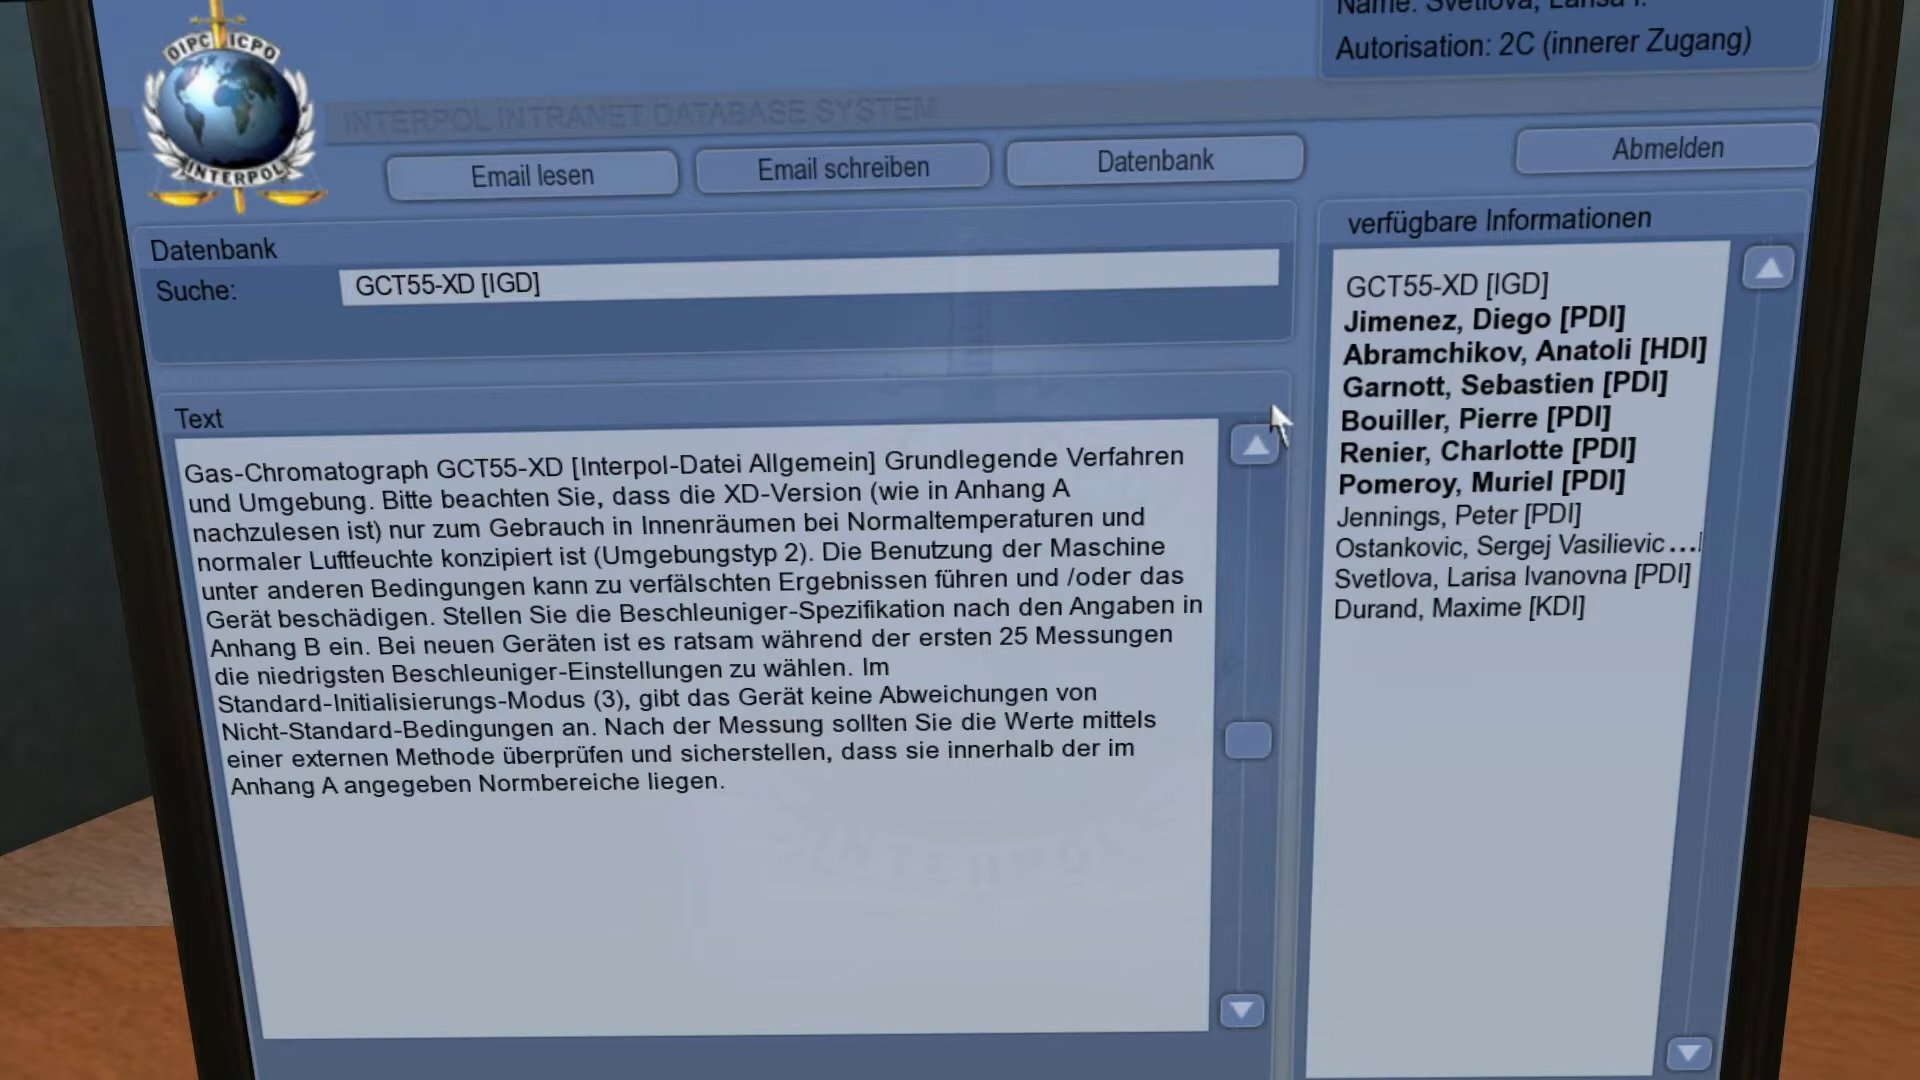 Name: Svetlova, Larisa I.
Autorisation: 2C (innerer Zugang)
OIPC ICPO
INTERPOL
INTERPOL INTRANET DATABASE SYSTEM
Email lesen
Email schreiben
Datenbank
Abmelden
Datenbank
Suche:
GCT55-XD [IGD]
Text
Gas-Chromatograph GCT55-XD [Interpol-Datei Allgemein] Grundlegende Verfahren
und Umgebung. Bitte beachten Sie, dass die XD-Version (wie in Anhang A
nachzulesen ist) nur zum Gebrauch in Innenräumen bei Normaltemperaturen und
normaler Luftfeuchte konzipiert ist (Umgebungstyp 2). Die Benutzung der Maschine
unter anderen Bedingungen kann zu verfälschten Ergebnissen führen und /oder das
Gerät beschädigen. Stellen Sie die Beschleuniger-Spezifikation nach den Angaben in
Anhang B ein. Bei neuen Geräten ist es ratsam während der ersten 25 Messungen
die niedrigsten Beschleuniger-Einstellungen zu wählen. Im
Standard-Initialisierungs-Modus (3), gibt das Gerät keine Abweichungen von
Nicht-Standard-Bedingungen an. Nach der Messung sollten Sie die Werte mittels
einer externen Methode überprüfen und sicherstellen, dass sie innerhalb der im
Anhang A angegeben Normbereiche liegen.
INTERPOL
verfügbare Informationen
GCT55-XD [IGD]
Jimenez, Diego [PDI]
Abramchikov, Anatoli [HDI]
Garnott, Sebastien [PDI]
Bouiller, Pierre [PDI]
Renier, Charlotte [PDI]
Pomeroy, Muriel [PDI]
Jennings, Peter [PDI]
Ostankovic, Sergej Vasilievic ...
Svetlova, Larisa Ivanovna [PDI]
Durand, Maxime [KDI]